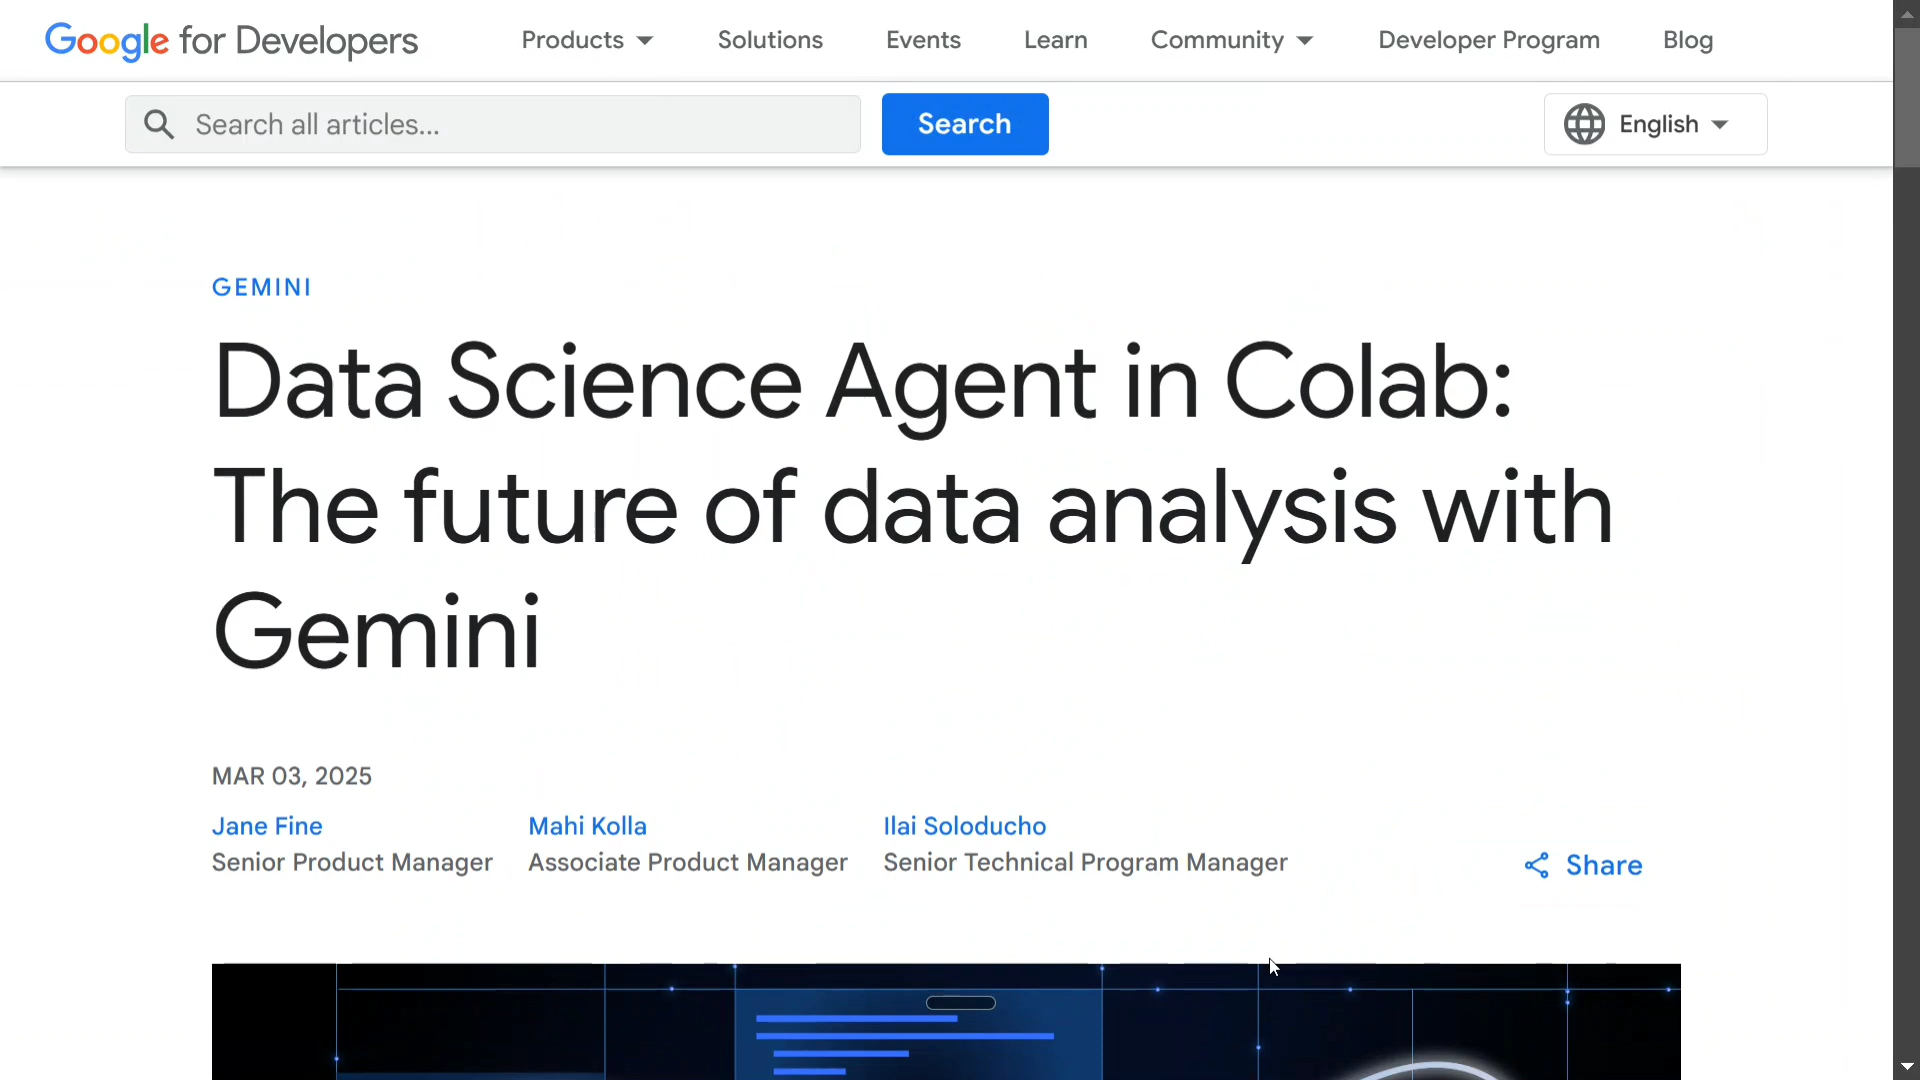 Google for Developers Products Solutions Events Learn Community Developer Program Blog
Search all articles... Search English
GEMINI
Data Science Agent in Colab:
The future of data analysis with
Gemini
MAR 03, 2025
Jane Fine Mahi Kolla Ilai Soloducho
Senior Product Manager Associate Product Manager Senior Technical Program Manager Share